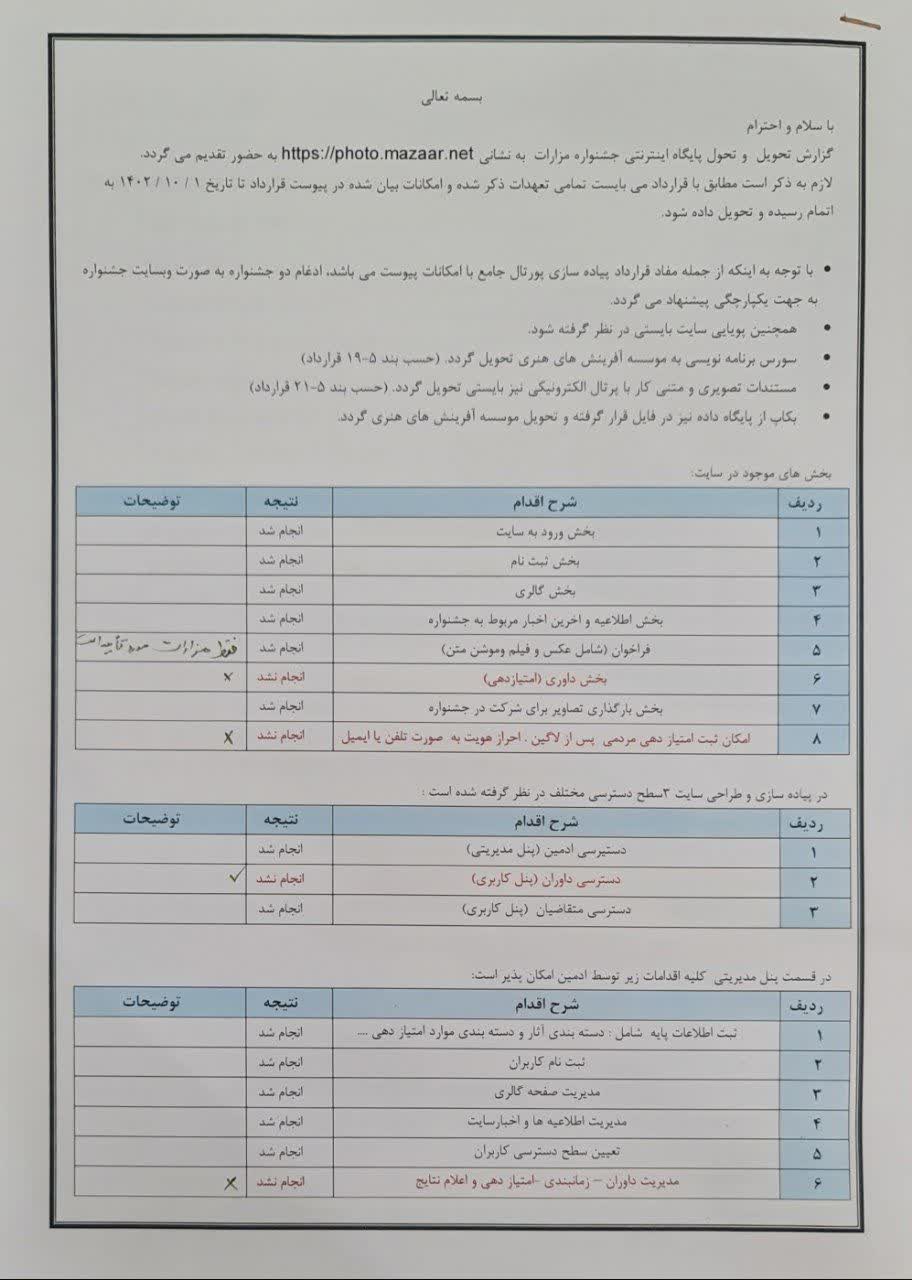 بسمه تعالی
با سلام و احترام
گزارش تحویل و تحول پایگاه اینترنتی جشنواره مزارات به نشانی https://photo.mazaar.net به حضور تقدیم می گردد.
لازم به ذکر است مطابق با قرارداد می بایست تمامی تعهدات ذکر شده و امکانات بیان شده در پیوست قرارداد تا تاریخ ۱ / ۱۰ / ۱۴۰۲ به
اتمام رسیده و تحویل داده شود.
• با توجه به اینکه از جمله مفاد قرارداد پیاده سازی پورتال جامع با امکانات پیوست می باشد، ادغام دو جشنواره به صورت وبسایت جشنواره
به جهت یکپارچگی پیشنهاد می گردد.
• همچنین پویایی سایت بایستی در نظر گرفته شود.
• سورس برنامه نویسی به موسسه آفرینش های هنری تحویل گردد. (حسب بند ۵-۱۹ قرارداد)
• مستندات تصویری و متنی کار با پرتال الکترونیکی نیز بایستی تحویل گردد. (حسب بند ۵-۲۱ قرارداد)
• بکاپ از پایگاه داده نیز در فایل قرار گرفته و تحویل موسسه آفرینش های هنری گردد.
بخش های موجود در سایت:
ردیف شرح اقدام نتیجه توضیحات
۱ بخش ورود به سایت انجام شد
۲ بخش ثبت نام انجام شد
۳ بخش گالری انجام شد
۴ بخش اطلاعیه و اخرین اخبار مربوط به جشنواره انجام شد
۵ فراخوان (شامل عکس و فیلم وموشن متن) انجام شد فقط مزارات مورد تأیید است
۶ بخش داوری (امتیازدهی) انجام نشد ×
۷ بخش بارگذاری تصاویر برای شرکت در جشنواره انجام شد
۸ امکان ثبت امتیاز دهی مردمی پس از لاگین . احراز هویت به صورت تلفن یا ایمیل انجام نشد ×
در پیاده سازی و طراحی سایت ۳سطح دسترسی مختلف در نظر گرفته شده است :
ردیف شرح اقدام نتیجه توضیحات
۱ دستیرسی ادمین (پنل مدیریتی) انجام شد
۲ دسترسی داوران (پنل کاربری) انجام نشد ✓
۳ دسترسی متقاضیان (پنل کاربری) انجام شد
در قسمت پنل مدیریتی کلیه اقدامات زیر توسط ادمین امکان پذیر است:
ردیف شرح اقدام نتیجه توضیحات
۱ ثبت اطلاعات پایه شامل : دسته بندی آثار و دسته بندی موارد امتیاز دهی .... انجام شد
۲ ثبت نام کاربران انجام شد
۳ مدیریت صفحه گالری انجام شد
۴ مدیریت اطلاعیه ها و اخبارسایت انجام شد
۵ تعیین سطح دسترسی کاربران انجام شد
۶ مدیریت داوران – زمانبندی -امتیاز دهی و اعلام نتایج انجام نشد ×